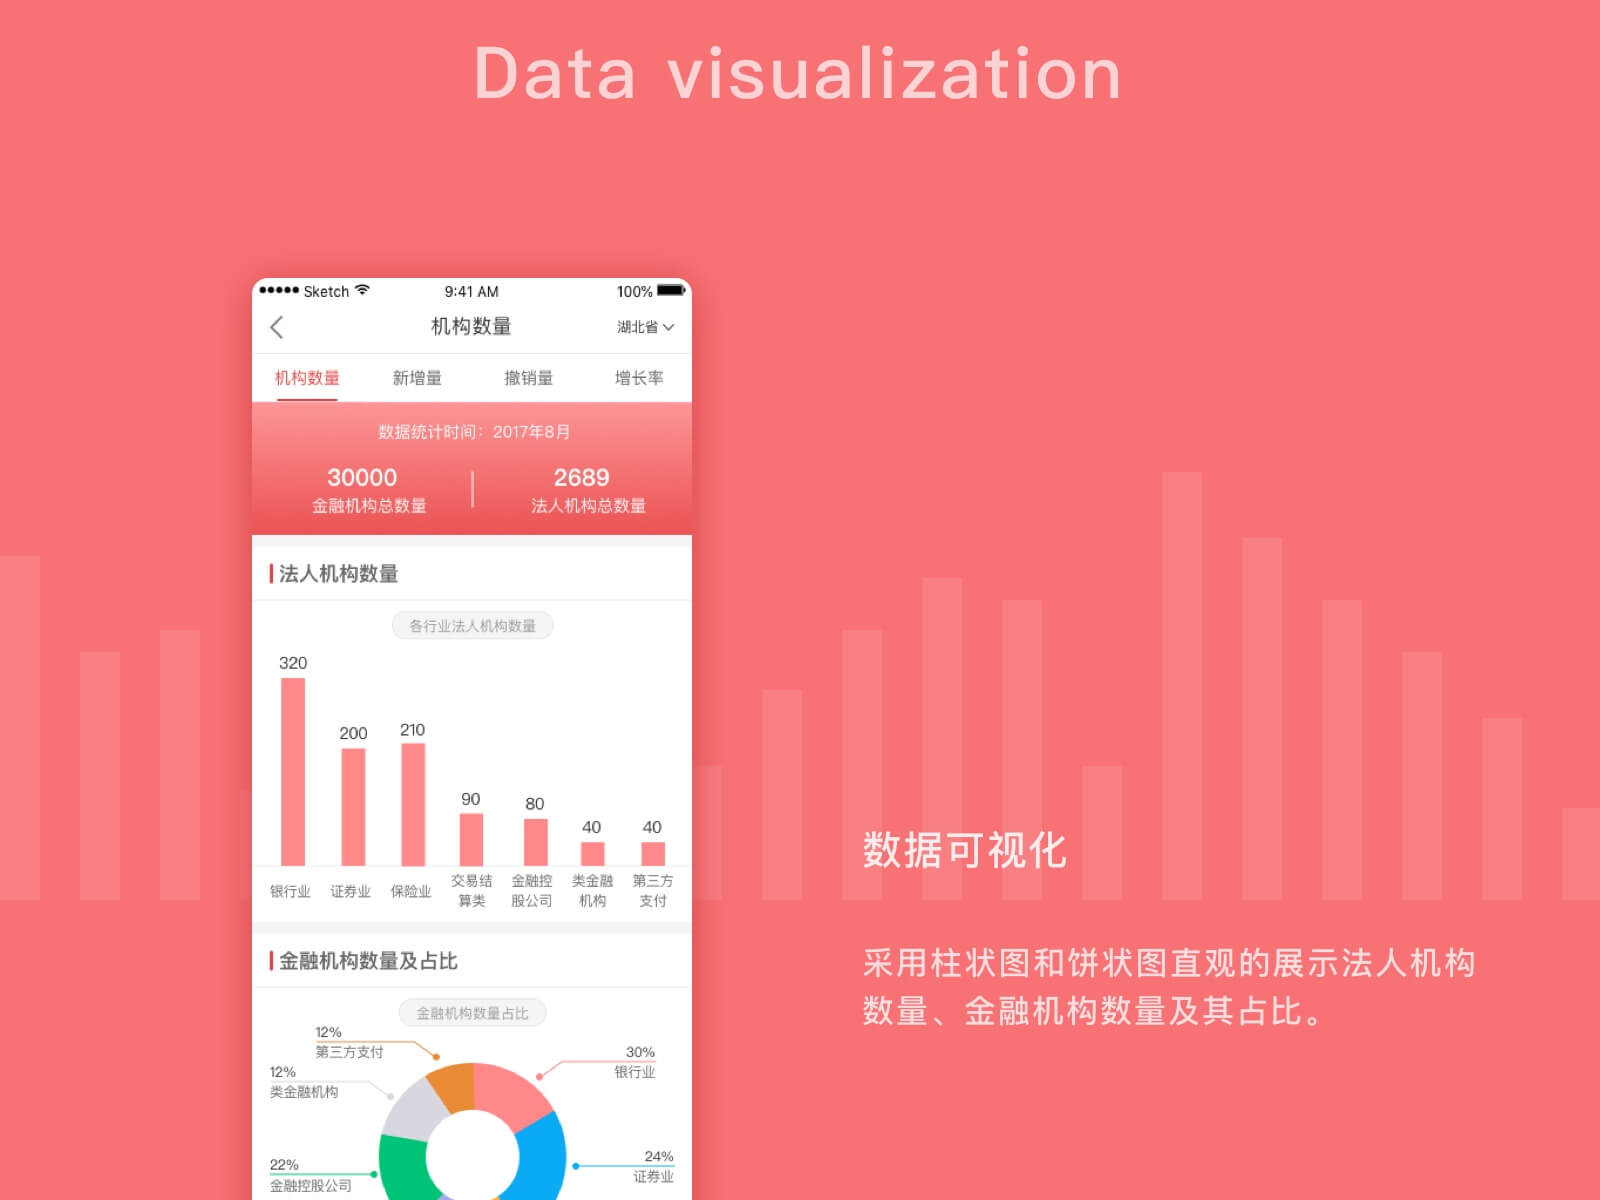 Data visualization
Sketch 9:41 AM 100%
机构数量 湖北省
机构数量 新增量 撤销量 增长率
数据统计时间：2017年8月
30000 2689
金融机构总数量 法人机构总数量
法人机构数量
各行业法人机构数量
320
200
210
90
80
40
40
银行业
证券业
保险业
交易结
算类
金融控
股公司
类金融
机构
第三方
支付
金融机构数量及占比
金融机构数量占比
12%
第三方支付
30%
银行业
12%
类金融机构
24%
证券业
22%
金融控股公司
数据可视化
采用柱状图和饼状图直观的展示法人机构
数量、金融机构数量及其占比。